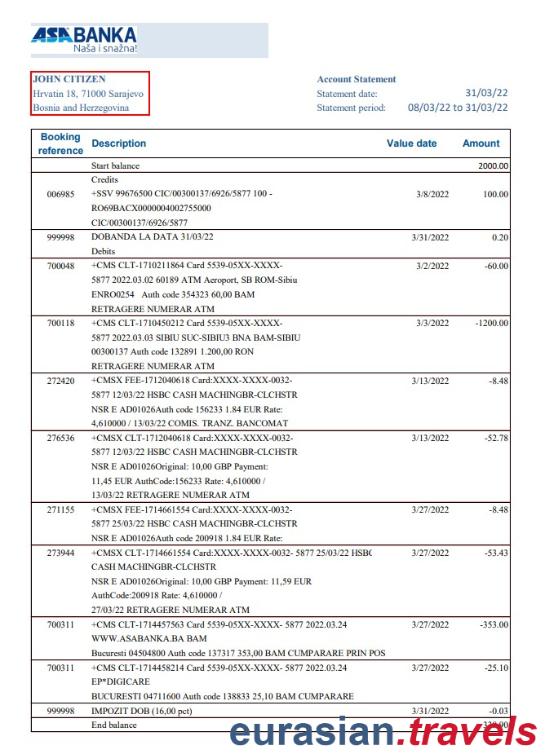 ASA BANKA
Naša i snažna!
JOHN CITIZEN
Hrvatin 18, 71000 Sarajevo
Bosnia and Herzegovina
Account Statement
Statement date: 31/03/22
Statement period: 08/03/22 to 31/03/22
Booking reference Description Value date Amount
Start balance 2000.00
Credits
006985 +SSV 99676500 CIC/00300137/6926/5877 100 - 3/8/2022 100.00
RO69BACX0000004002755000
CIC/00300137/6926/5877
999998 DOBANDA LA DATA 31/03/22 3/31/2022 0.20
Debits
700048 +CMS CLT-1710211864 Card 5539-05XX-XXXX- 3/2/2022 -60.00
5877 2022.03.02 60189 ATM Aeroport, SB ROM-Sibiu
ENRO0254 Auth code 354323 60,00 BAM
RETRAGERE NUMERAR ATM
700118 +CMS CLT-1710450212 Card 5539-05XX-XXXX- 3/3/2022 -1200.00
5877 2022.03.03 SIBIU SUC-SIBIU3 BNA BAM-SIBIU
00300137 Auth code 132891 1.200,00 RON
RETRAGERE NUMERAR ATM
272420 +CMSX FEE-1712040618 Card:XXXX-XXXX-0032- 3/13/2022 -8.48
5877 12/03/22 HSBC CASH MACHINGBR-CLCHSTR
NSR E AD01026Auth code 156233 1.84 EUR Rate:
4,610000 / 13/03/22 COMIS. TRANZ. BANCOMAT
276536 +CMSX CLT-1712040618 Card:XXXX-XXXX-0032- 3/13/2022 -52.78
5877 12/03/22 HSBC CASH MACHINGBR-CLCHSTR
NSR E AD01026Original: 10,00 GBP Payment:
11,45 EUR AuthCode:156233 Rate: 4,610000 /
13/03/22 RETRAGERE NUMERAR ATM
271155 +CMSX FEE-1714661554 Card:XXXX-XXXX-0032- 3/27/2022 -8.48
5877 25/03/22 HSBC CASH MACHINGBR-CLCHSTR
NSR E AD01026Auth code 200918 1.84 EUR Rate:
273944 +CMSX CLT-1714661554 Card:XXXX-XXXX-0032- 5877 25/03/22 HSBC 3/27/2022 -53.43
CASH MACHINGBR-CLCHSTR
NSR E AD01026Original: 10,00 GBP Payment: 11,59 EUR
AuthCode:200918 Rate: 4,610000 /
27/03/22 RETRAGERE NUMERAR ATM
700311 +CMS CLT-1714457563 Card 5539-05XX-XXXX- 5877 2022.03.24 3/27/2022 -353.00
WWW.ASABANKA.BA BAM
Bucuresti 04504800 Auth code 137317 353,00 BAM CUMPARARE PRIN POS
700311 +CMS CLT-1714458214 Card 5539-05XX-XXXX- 5877 2022.03.24 3/27/2022 -25.10
EP*DIGICARE
BUCURESTI 04711600 Auth code 138833 25,10 BAM CUMPARARE
999998 IMPOZIT DOB (16,00 pct) 3/31/2022 -0.03
End balance
eurasian.travels